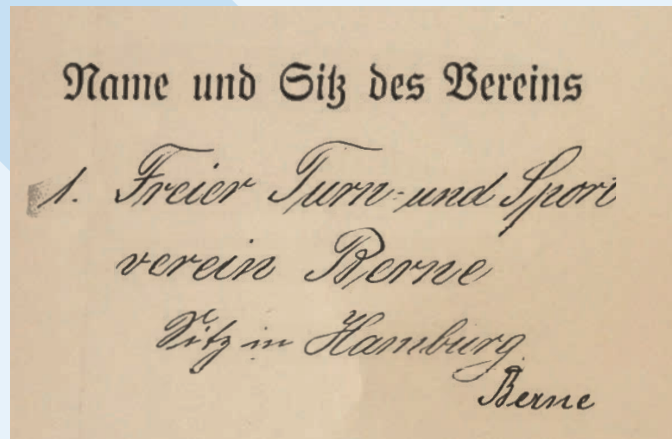 Name und Sitz des Vereins
1. Freier Turn- und Sport
verein Berne
Sitz in Hamburg
Berne